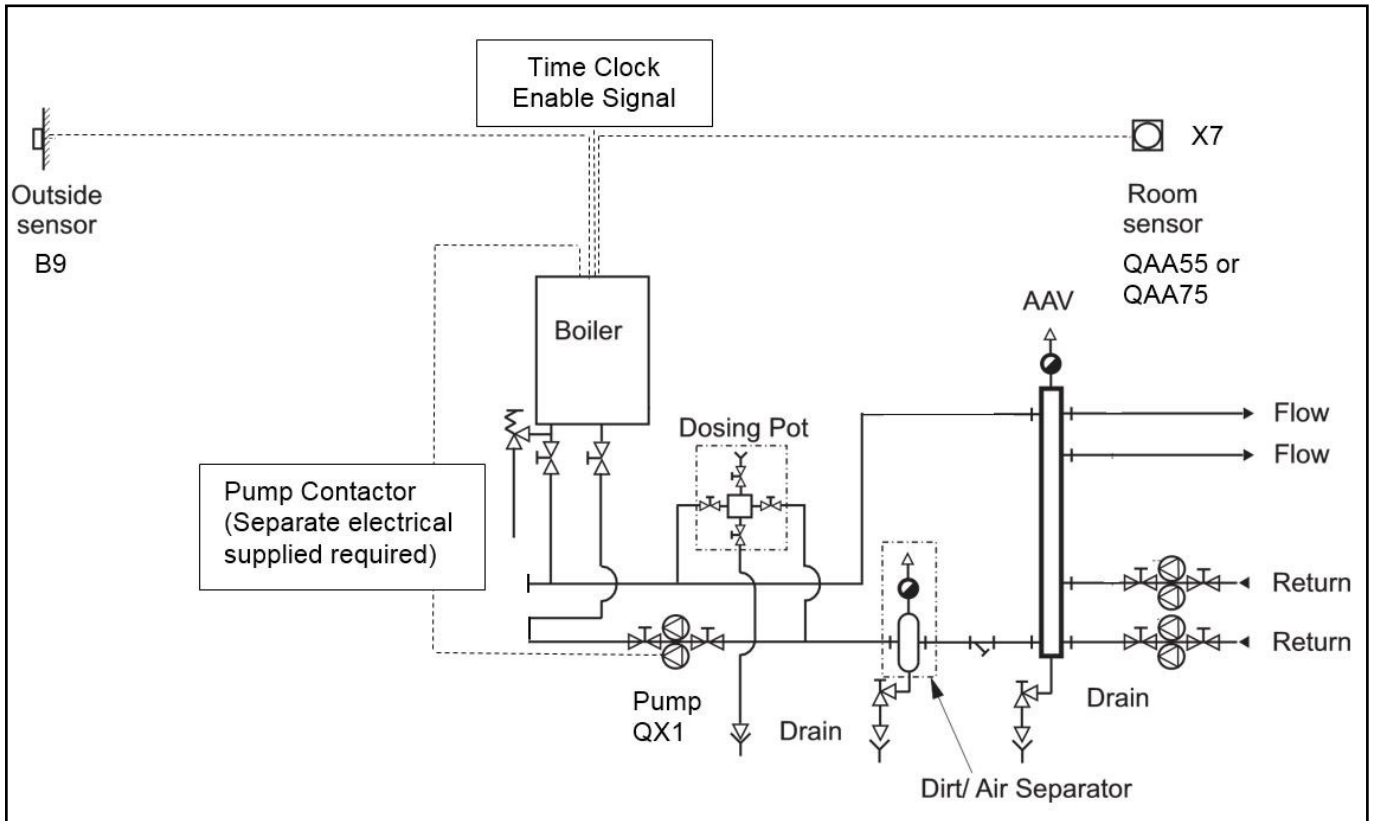 Time Clock
Enable Signal
X7
Outside
sensor
B9
Room
sensor
QAA55 or
QAA75
AAV
Boiler
Flow
Dosing Pot
Flow
Pump Contactor
(Separate electrical
supplied required)
Return
Return
Pump
QX1
Drain
Drain
Dirt/ Air Separator